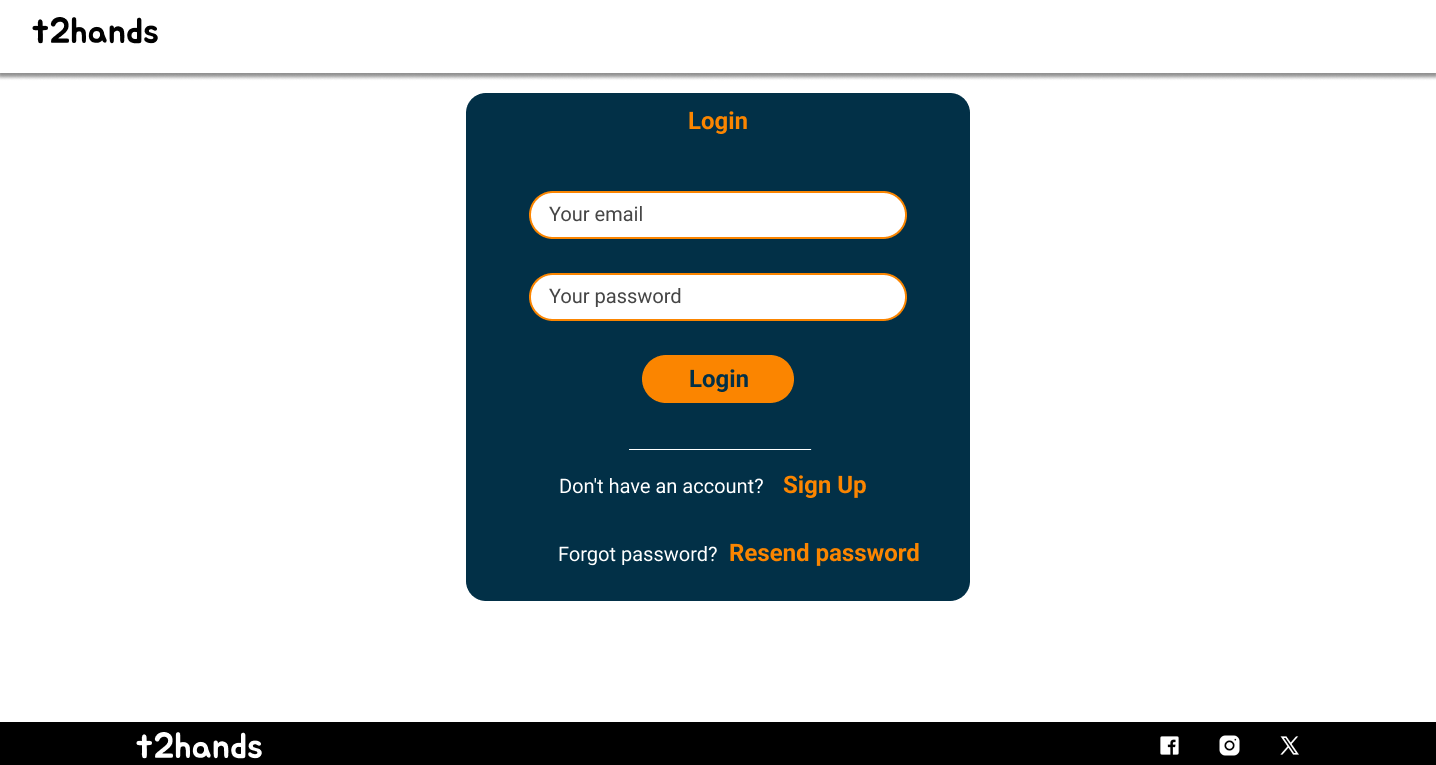 t2hands
Login
Your email
Your password
Login
Don't have an account? Sign Up
Forgot password? Resend password
t2hands